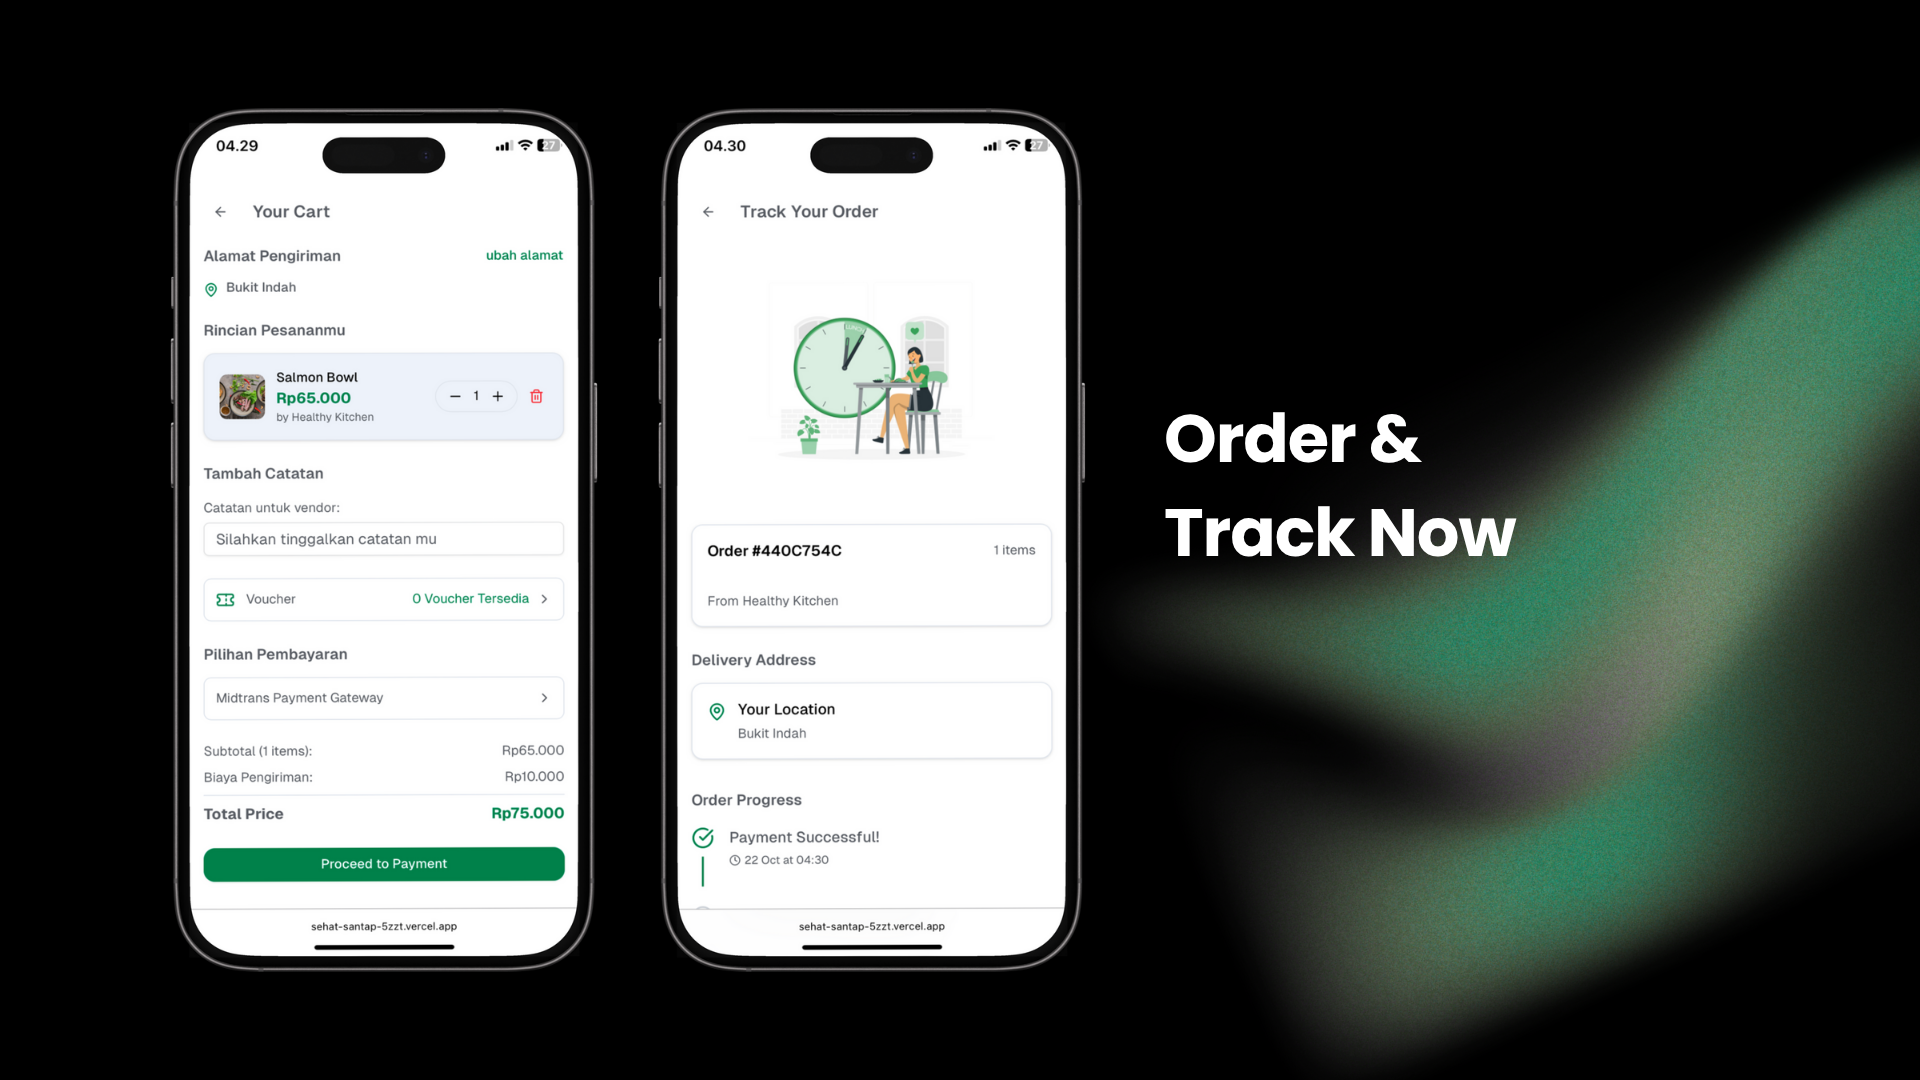 04.29
27
Your Cart
Alamat Pengiriman
ubah alamat
Bukit Indah
Rincian Pesananmu
Salmon Bowl
Rp65.000
by Healthy Kitchen
1
Tambah Catatan
Catatan untuk vendor:
Silahkan tinggalkan catatan mu
Voucher
0 Voucher Tersedia
Pilihan Pembayaran
Midtrans Payment Gateway
Subtotal (1 items):
Rp65.000
Biaya Pengiriman:
Rp10.000
Total Price
Rp75.000
Proceed to Payment
sehat-santap-5zzt.vercel.app
04.30
27
Track Your Order
LUNCH
Order #440C754C
1 items
From Healthy Kitchen
Delivery Address
Your Location
Bukit Indah
Order Progress
Payment Successful!
22 Oct at 04:30
sehat-santap-5zzt.vercel.app
Order &
Track Now